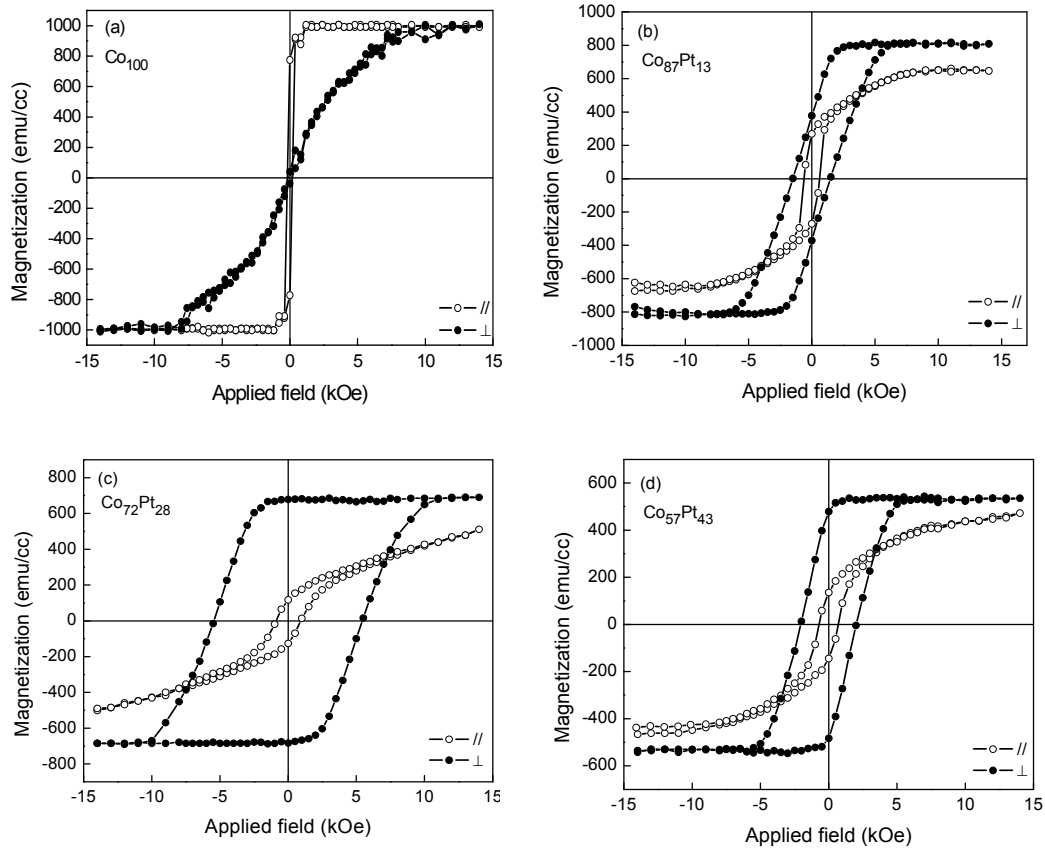 (a)
Co100
Magnetization (emu/cc)
1000
800
600
400
200
0
-200
-400
-600
-800
-1000
-15 -10 -5 0 5 10 15
Applied field (kOe)
//
⊥
(b)
Co87Pt13
Magnetization (emu/cc)
1000
800
600
400
200
0
-200
-400
-600
-800
-1000
-15 -10 -5 0 5 10 15
Applied field (kOe)
//
⊥
(c)
Co72Pt28
Magnetization (emu/cc)
800
600
400
200
0
-200
-400
-600
-800
-15 -10 -5 0 5 10 15
Applied field (kOe)
//
⊥
(d)
Co57Pt43
Magnetization (emu/cc)
600
400
200
0
-200
-400
-600
-15 -10 -5 0 5 10 15
Applied field (kOe)
//
⊥